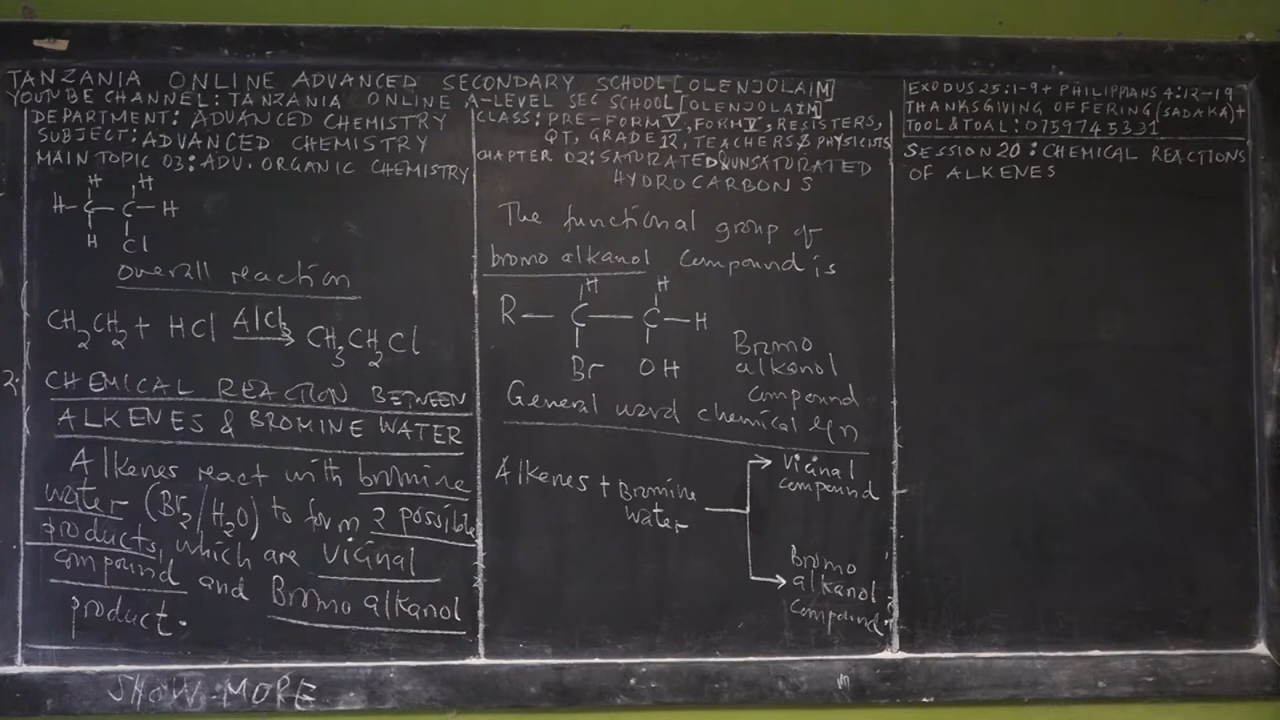 TANZANIA ONLINE ADVANCED SECONDARY SCHOOL [OLENJOLAIM]
YOUTUBE CHANNEL: TANZANIA ONLINE A-LEVEL SEC SCHOOL [OLENJOLAIM]
DEPARTMENT: ADVANCED CHEMISTRY
SUBJECT: ADVANCED CHEMISTRY
MAIN TOPIC 03: ADV. ORGANIC CHEMISTRY
H H
H–C–C–H
H Cl
overall reaction
CH₂CH₂ + HCl AlCl₃ → CH₃CH₂Cl
2. CHEMICAL REACTION BETWEEN
ALKENES & BROMINE WATER
Alkenes react with bromine
water (Br₂/H₂O) to form 2 possible
products, which are vicinal
compound and Bromo alkanol
product.
CLASS: PRE-FORM V, FORM V, RESISTERS,
QT, GRADE 12, TEACHERS & PHYSICISTS
CHAPTER 02: SATURATED & UNSATURATED
HYDROCARBONS
The functional group of
bromo alkanol compound is
H H
R — C — C — H
Br OH
Bromo
alkanol
compound
General word chemical eqn
Alkenes + Bromine
water
Vicinal
compound
Bromo
alkanol
compound
EXODUS 25:1-9 + PHILIPPIANS 4:12-19
THANKSGIVING OFFERING (SADAKA) +
TOOL & TOAL: 0759745331
SESSION 20: CHEMICAL REACTIONS
OF ALKENES
SHOW MORE